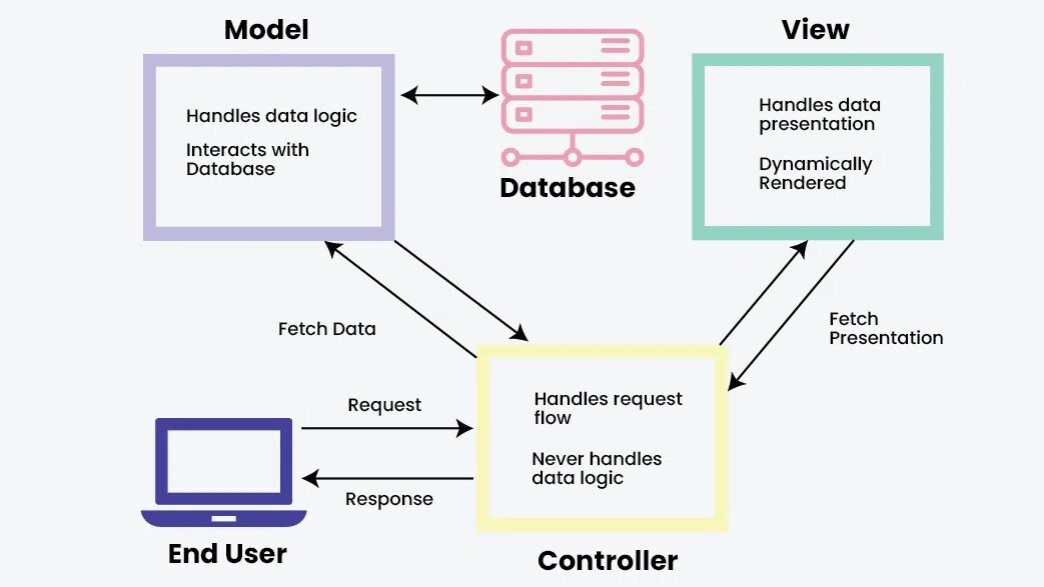 Model
View
Handles data logic
Interacts with
Database
Database
Handles data
presentation
Dynamically
Rendered
Fetch Data
Fetch
Presentation
Request
Response
Handles request
flow
Never handles
data logic
End User
Controller